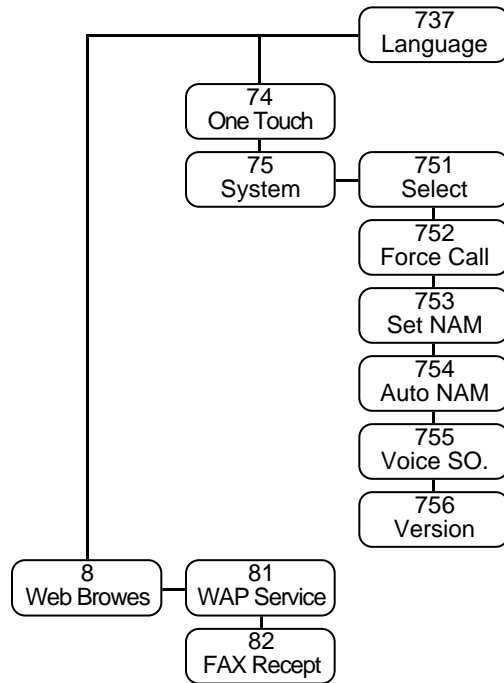 737
Language
74
One Touch
75
System
751
Select
752
Force Call
753
Set NAM
754
Auto NAM
755
Voice SO.
756
Version
8
Web Browes
81
WAP Service
82
FAX Recept